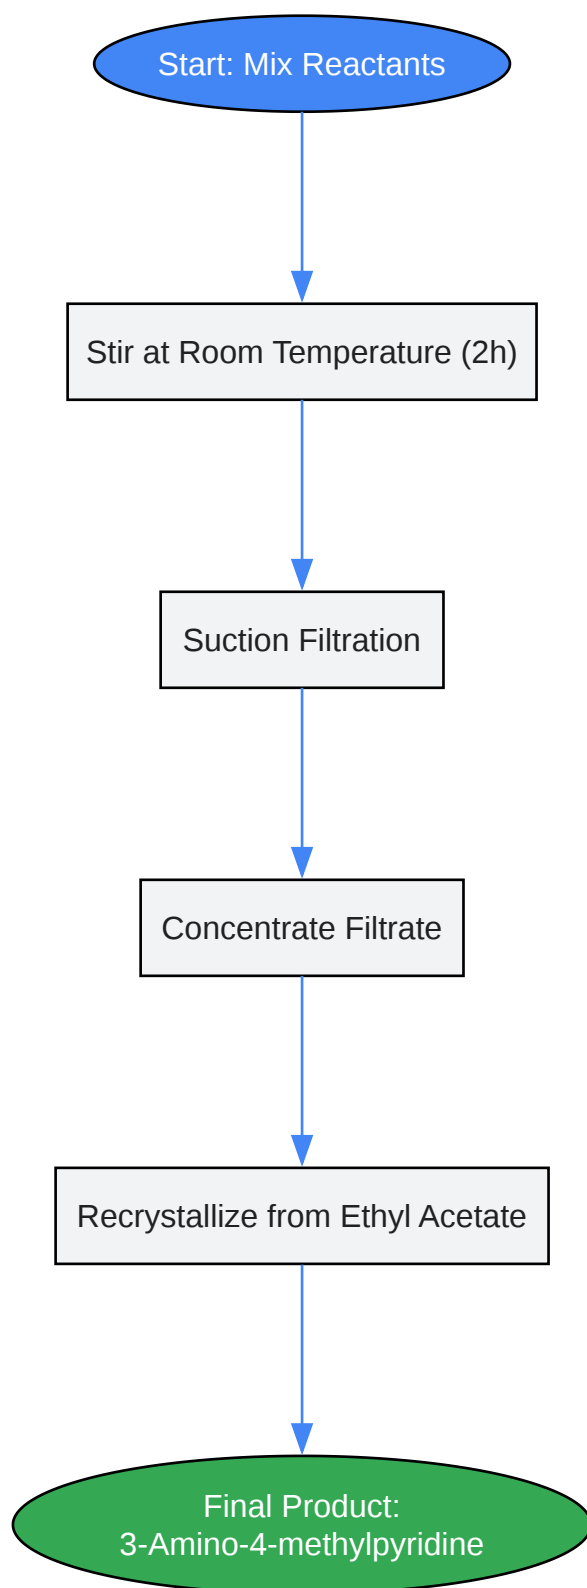 Start: Mix Reactants
Stir at Room Temperature (2h)
Suction Filtration
Concentrate Filtrate
Recrystallize from Ethyl Acetate
Final Product:
3-Amino-4-methylpyridine